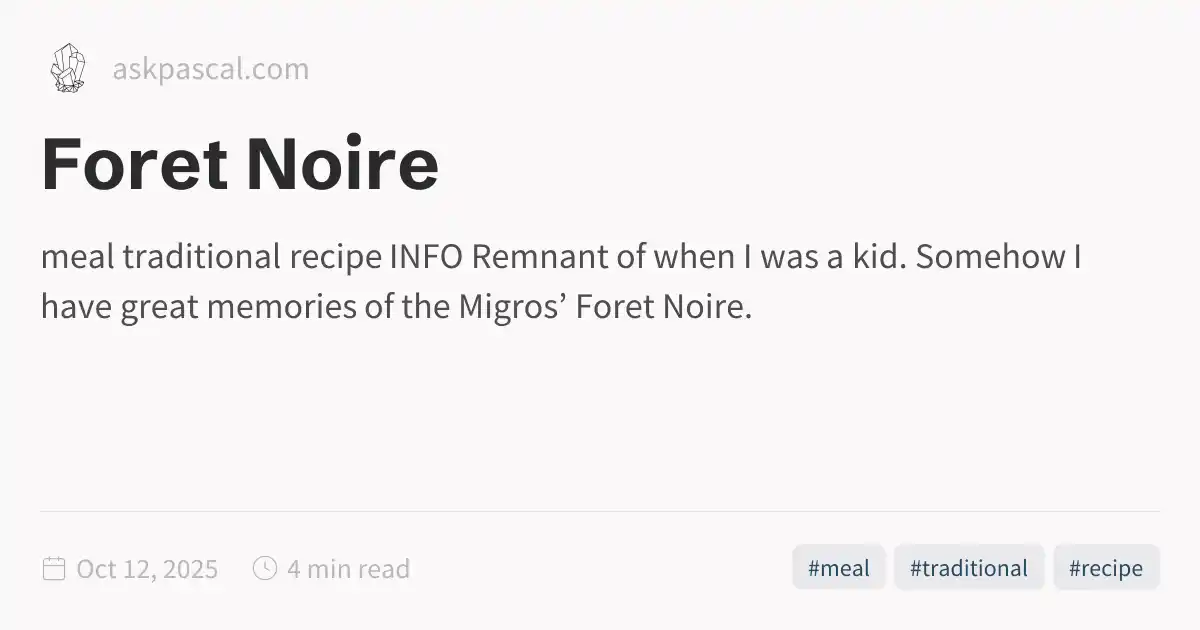 askpascal.com
Foret Noire
meal traditional recipe INFO Remnant of when I was a kid. Somehow I
have great memories of the Migros’ Foret Noire.
Oct 12, 2025 4 min read #meal #traditional #recipe